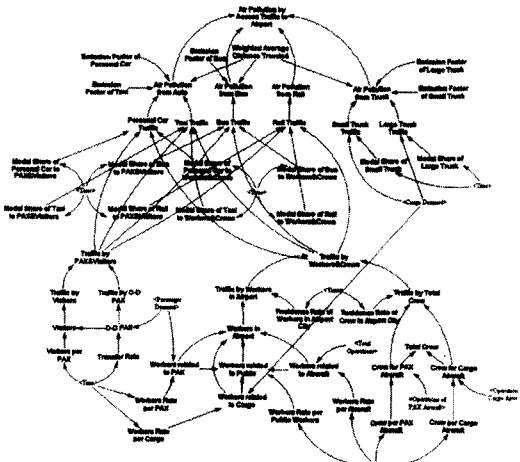 Air Pollution by
Access Traffic to
Airport
Emission Factor of
Personal Car
Emission
Factor of Bus
Weighted Average
Distance Traveled
Emission Factor
of Large Truck
Emission
Factor of Taxi
Air Pollution
from Auto
Air Pollution
from Bus
Air Pollution
from Rail
Air Pollution
from Truck
Emission Factor
of Small Truck
Personal Car
Traffic
Taxi Traffic
Bus Traffic
Rail Traffic
Small Truck
Traffic
Large Truck
Traffic
Modal Share of
Personal Car to
PAX&Visitors
Modal Share of Bus
to PAX&Visitors
Modal Share of
Modal Share of Bus
to Workers&Crews
Modal Share of
Small Truck
Modal Share of
Large Truck
<Time>
<Time>
<Time>
<Cargo Demand>
Modal Share of Taxi
to PAX&Visitors
Modal Share of Rail
to PAX&Visitors
Modal Share of Taxi
to Workers&Crews
Modal Share of Rail
to Workers&Crews
Traffic by
PAX&Visitors
Traffic by
Workers&Crews
Traffic by
Visitors
Traffic by O-D
PAX
<Passenger
Demand>
Traffic by Workers
in Airport
<Time>
Residence Rate of
Workers in Airport
City
Residence Rate of
Crew in Airport City
Traffic by Total
Crew
Visitors
O-D PAX
Workers in
Airport
<Total
Operation>
Total Crew
Visitors per
PAX
Transfer Rate
Workers related
to PAX
Workers related
to Public
Workers related
to Aircraft
Crew for PAX
Aircraft
Crew for Cargo
Aircraft
<Time>
Workers Rate
per PAX
Workers related
to Cargo
Workers Rate per
Public Workers
Workers Rate
per Aircraft
<Operation of
PAX Aircraft>
<Operation
Workers Rate
per Cargo
Crew per PAX
Aircraft
Crew per Cargo
Aircraft